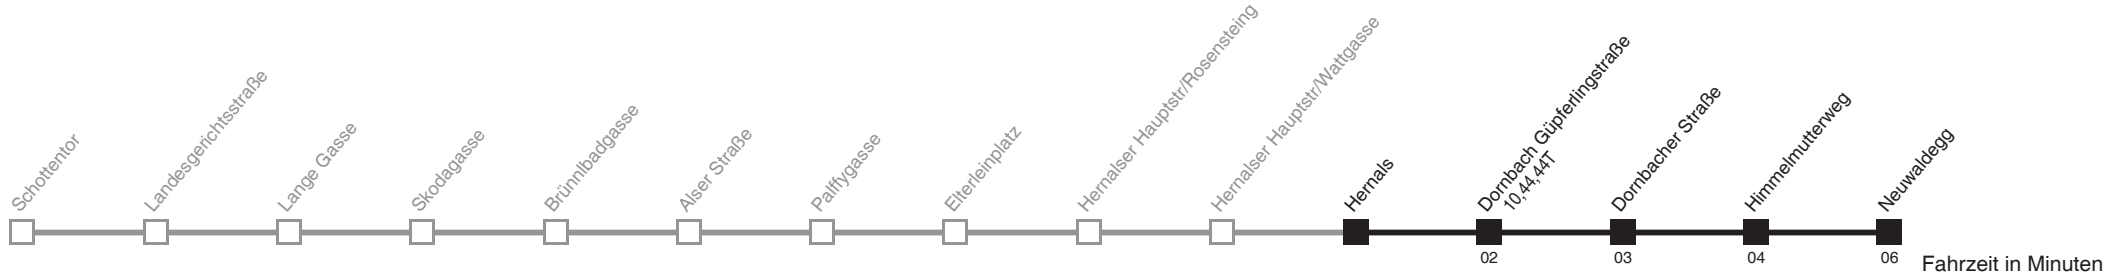 Schottentor
Landesgerichtsstraße
Lange Gasse
Skodagasse
Brünnlbadgasse
Alser Straße
Palffygasse
Elterleinplatz
Hernalser Hauptstr/Rosensteing
Hernalser Hauptstr/Wattgasse
Hernals
Dornbach Güpferlingstraße
10,44,44T
Dornbacher Straße
Himmelmutterweg
Neuwaldegg
02
03
04
06
Fahrzeit in Minuten